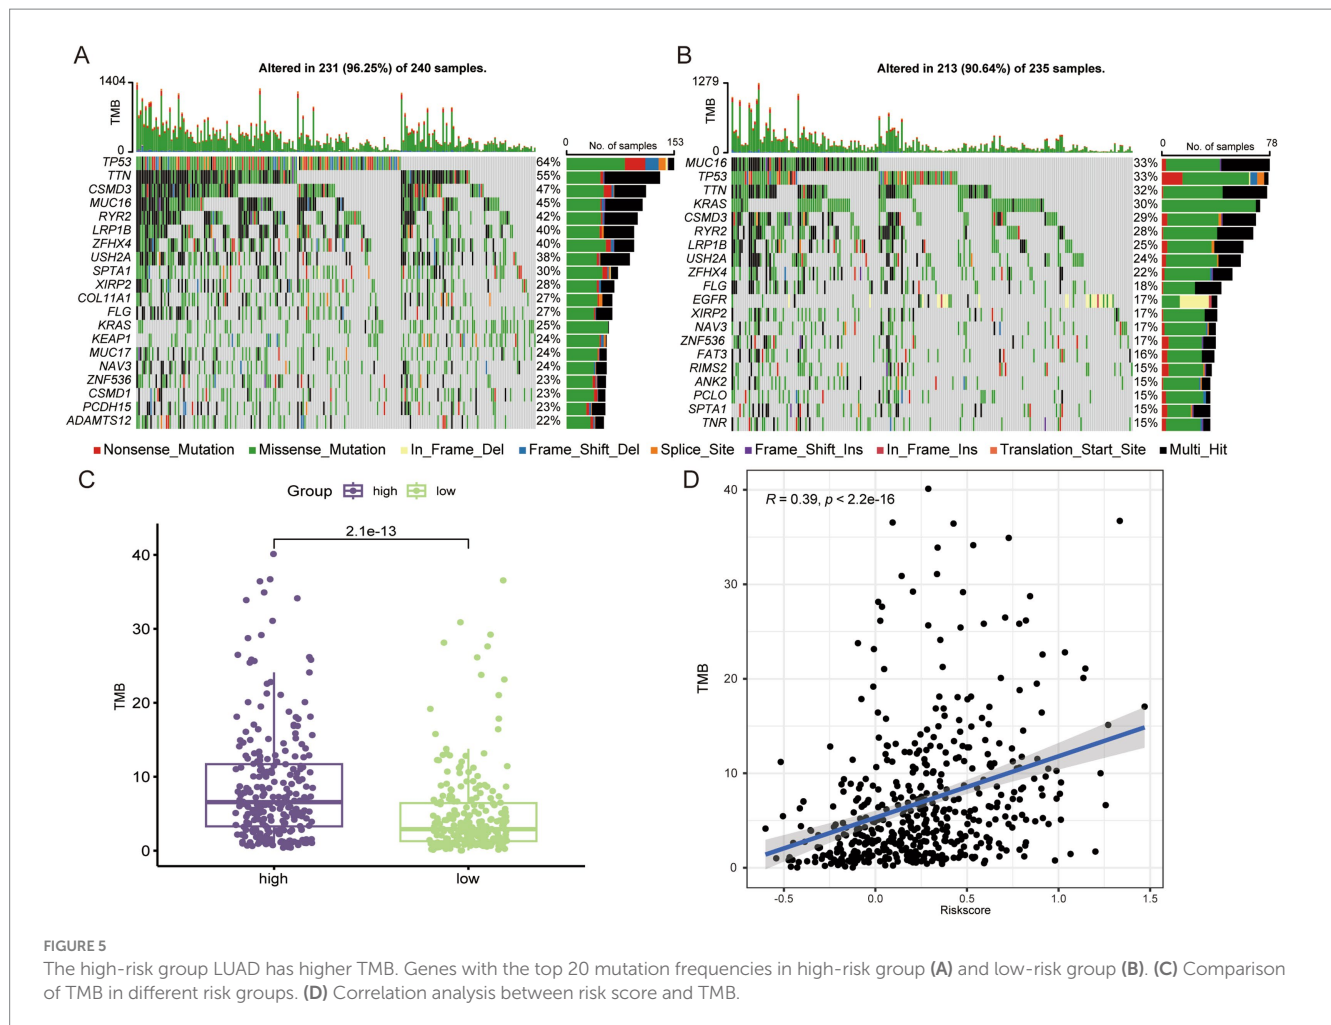 A
Altered in 231 (96.25%) of 240 samples.
1404
TMB
0
0
No. of samples
153
TP53 64%
TTN 55%
CSMD3 47%
MUC16 45%
RYR2 42%
LRP1B 40%
ZFHX4 40%
USH2A 38%
SPTA1 30%
XIRP2 28%
COL11A1 27%
FLG 27%
KRAS 25%
KEAP1 24%
MUC17 24%
NAV3 24%
ZNF536 23%
CSMD1 23%
PCDH15 23%
ADAMTS12 22%
B
Altered in 213 (90.64%) of 235 samples.
1279
TMB
0
0
No. of samples
78
MUC16 33%
TP53 33%
TTN 32%
KRAS 30%
CSMD3 29%
RYR2 28%
LRP1B 25%
USH2A 24%
ZFHX4 22%
FLG 18%
EGFR 17%
XIRP2 17%
NAV3 17%
ZNF536 17%
FAT3 16%
RIMS2 15%
ANK2 15%
PCLO 15%
SPTA1 15%
TNR 15%
Nonsense_Mutation Missense_Mutation In_Frame_Del Frame_Shift_Del Splice_Site Frame_Shift_Ins In_Frame_Ins Translation_Start_Site Multi_Hit
C
Group high low
2.1e-13
40
30
20
10
0
TMB
high low
D
R = 0.39, p < 2.2e-16
40
30
20
10
0
TMB
-0.5 0.0 0.5 1.0 1.5
Riskscore
FIGURE 5
The high-risk group LUAD has higher TMB. Genes with the top 20 mutation frequencies in high-risk group (A) and low-risk group (B). (C) Comparison
of TMB in different risk groups. (D) Correlation analysis between risk score and TMB.